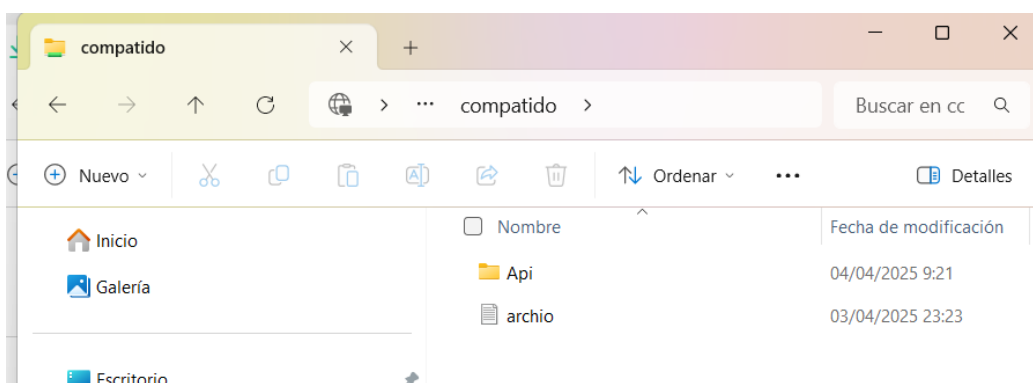 compatido
compatido
Buscar en cc
Nuevo
Ordenar
Detalles
Inicio
Galería
Escritorio
Nombre
Fecha de modificación
Api
04/04/2025 9:21
archio
03/04/2025 23:23